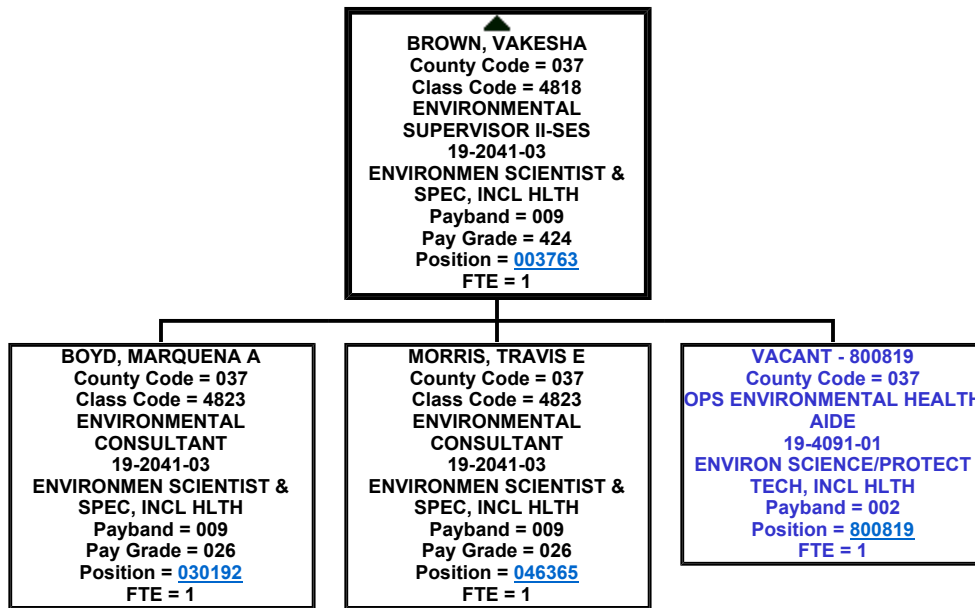 BROWN, VAKESHA
County Code = 037
Class Code = 4818
ENVIRONMENTAL
SUPERVISOR II-SES
19-2041-03
ENVIRONMEN SCIENTIST &
SPEC, INCL HLTH
Payband = 009
Pay Grade = 424
Position = 003763
FTE = 1
BOYD, MARQUENA A
County Code = 037
Class Code = 4823
ENVIRONMENTAL
CONSULTANT
19-2041-03
ENVIRONMEN SCIENTIST &
SPEC, INCL HLTH
Payband = 009
Pay Grade = 026
Position = 030192
FTE = 1
MORRIS, TRAVIS E
County Code = 037
Class Code = 4823
ENVIRONMENTAL
CONSULTANT
19-2041-03
ENVIRONMEN SCIENTIST &
SPEC, INCL HLTH
Payband = 009
Pay Grade = 026
Position = 046365
FTE = 1
VACANT - 800819
County Code = 037
OPS ENVIRONMENTAL HEALTH
AIDE
19-4091-01
ENVIRON SCIENCE/PROTECT
TECH, INCL HLTH
Payband = 002
Position = 800819
FTE = 1